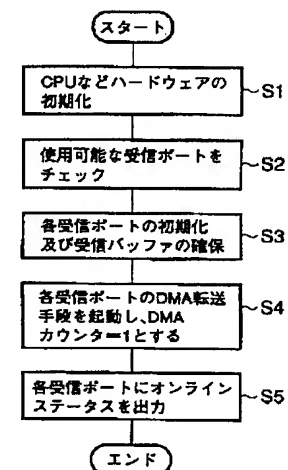 スタート
CPUなどハードウェアの
初期化
S1
使用可能な受信ポートを
チェック
S2
各受信ポートの初期化
及び受信バッファの確保
S3
各受信ポートのDMA転送
手段を起動し、DMA
カウンター=1とする
S4
各受信ポートにオンライン
ステータスを出力
S5
エンド